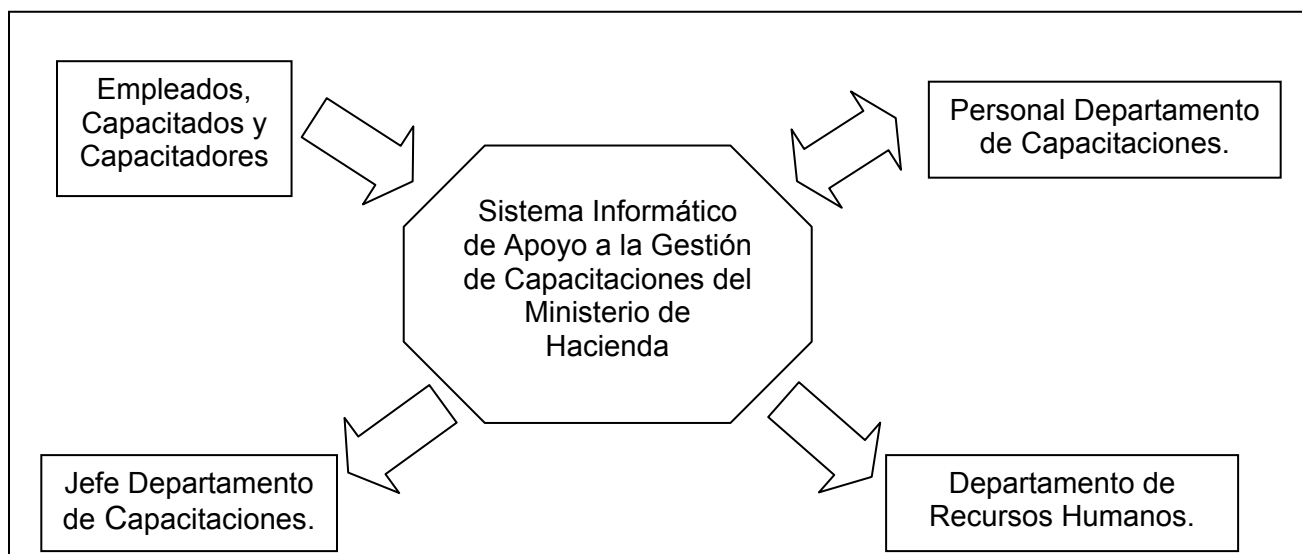 Empleados,
Capacitados y
Capacitadores
Personal Departamento
de Capacitaciones.
Sistema Informático
de Apoyo a la Gestión
de Capacitaciones del
Ministerio de
Hacienda
Jefe Departamento
de Capacitaciones.
Departamento de
Recursos Humanos.